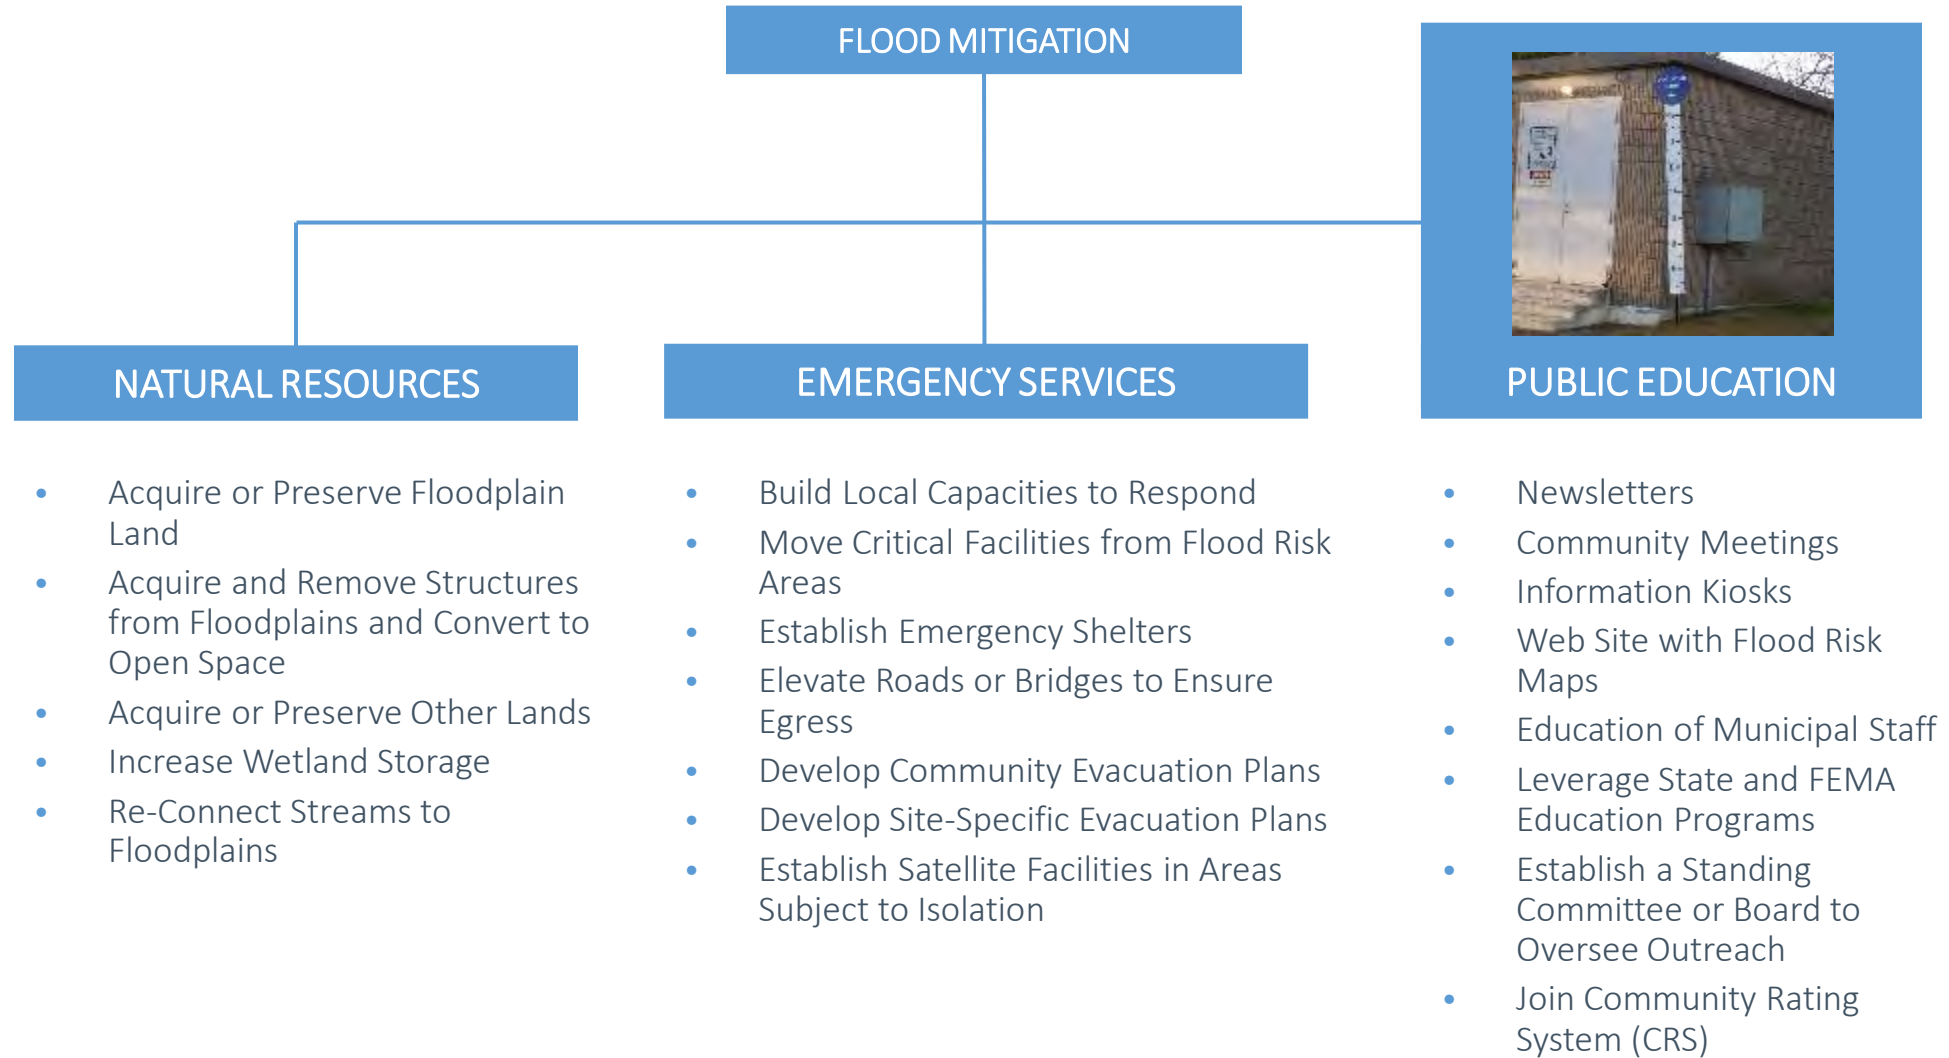 FLOOD MITIGATION
NATURAL RESOURCES
• Acquire or Preserve Floodplain
Land
• Acquire and Remove Structures
from Floodplains and Convert to
Open Space
• Acquire or Preserve Other Lands
• Increase Wetland Storage
• Re-Connect Streams to
Floodplains
EMERGENCY SERVICES
• Build Local Capacities to Respond
• Move Critical Facilities from Flood Risk
Areas
• Establish Emergency Shelters
• Elevate Roads or Bridges to Ensure
Egress
• Develop Community Evacuation Plans
• Develop Site-Specific Evacuation Plans
• Establish Satellite Facilities in Areas
Subject to Isolation
PUBLIC EDUCATION
• Newsletters
• Community Meetings
• Information Kiosks
• Web Site with Flood Risk
Maps
• Education of Municipal Staff
• Leverage State and FEMA
Education Programs
• Establish a Standing
Committee or Board to
Oversee Outreach
• Join Community Rating
System (CRS)